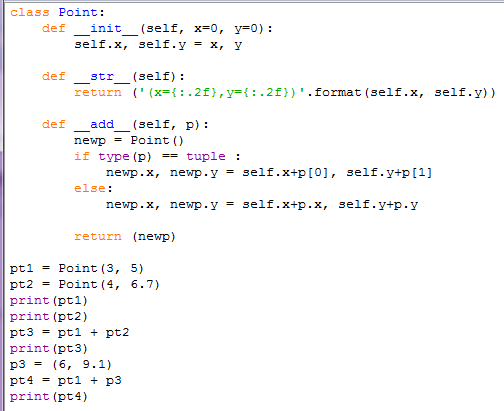 class Point:
    def __init__(self, x=0, y=0):
        self.x, self.y = x, y

    def __str__(self):
        return ('(x={:.2f},y={:.2f})'.format(self.x, self.y))

    def __add__(self, p):
        newp = Point()
        if type(p) == tuple :
            newp.x, newp.y = self.x+p[0], self.y+p[1]
        else:
            newp.x, newp.y = self.x+p.x, self.y+p.y

        return (newp)

pt1 = Point(3, 5)
pt2 = Point(4, 6.7)
print(pt1)
print(pt2)
pt3 = pt1 + pt2
print(pt3)
p3 = (6, 9.1)
pt4 = pt1 + p3
print(pt4)